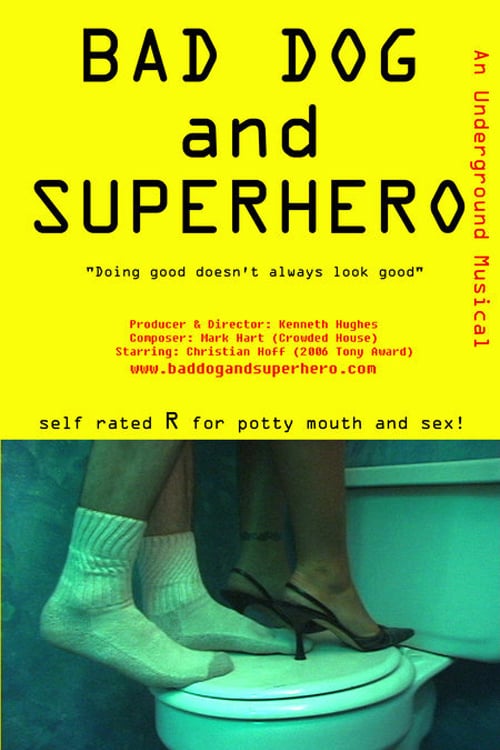 BAD DOG
and
SUPERHERO
An Underground Musical
"Doing good doesn't always look good"
Producer & Director: Kenneth Hughes
Composer: Mark Hart (Crowded House)
Starring: Christian Hoff (2006 Tony Award)
www.baddogandsuperhero.com
self rated R for potty mouth and sex!